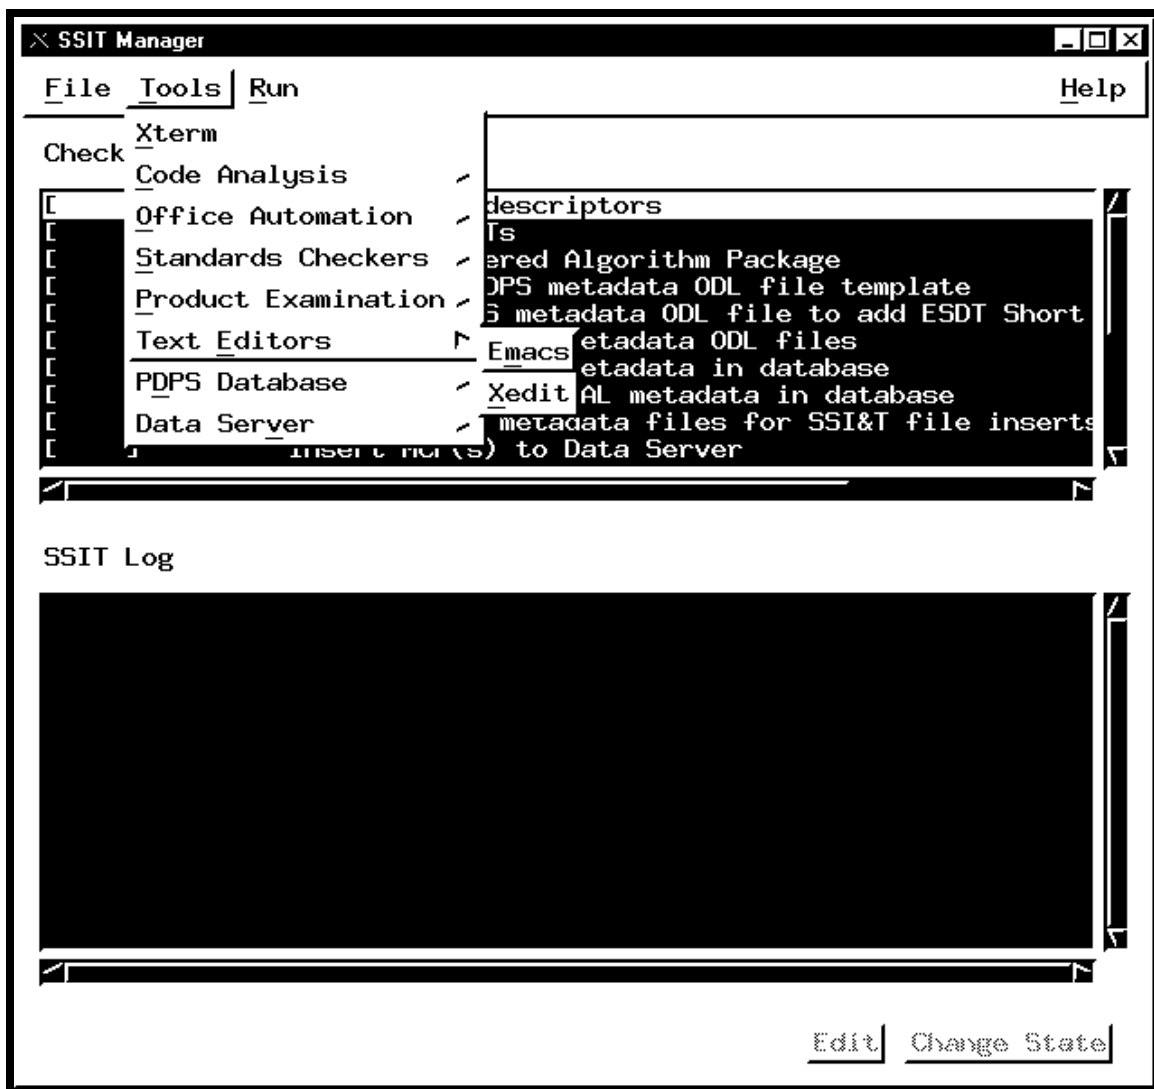 SSIT Manager
File Tools Run Help
Check
Xterm
Code Analysis
Office Automation
Standards Checkers
Product Examination
Text Editors
PDPS Database
Data Server
Emacs
Xedit
[ descriptors
[ Ts
[ ered Algorithm Package
[ DPS metadata ODL file template
[ S metadata ODL file to add ESDT Short
[ etadata ODL files
[ etadata in database
[ AL metadata in database
[ metadata files for SSI&T file inserts
[ ] Insert MCF(s) to Data Server
SSIT Log
Edit Change State